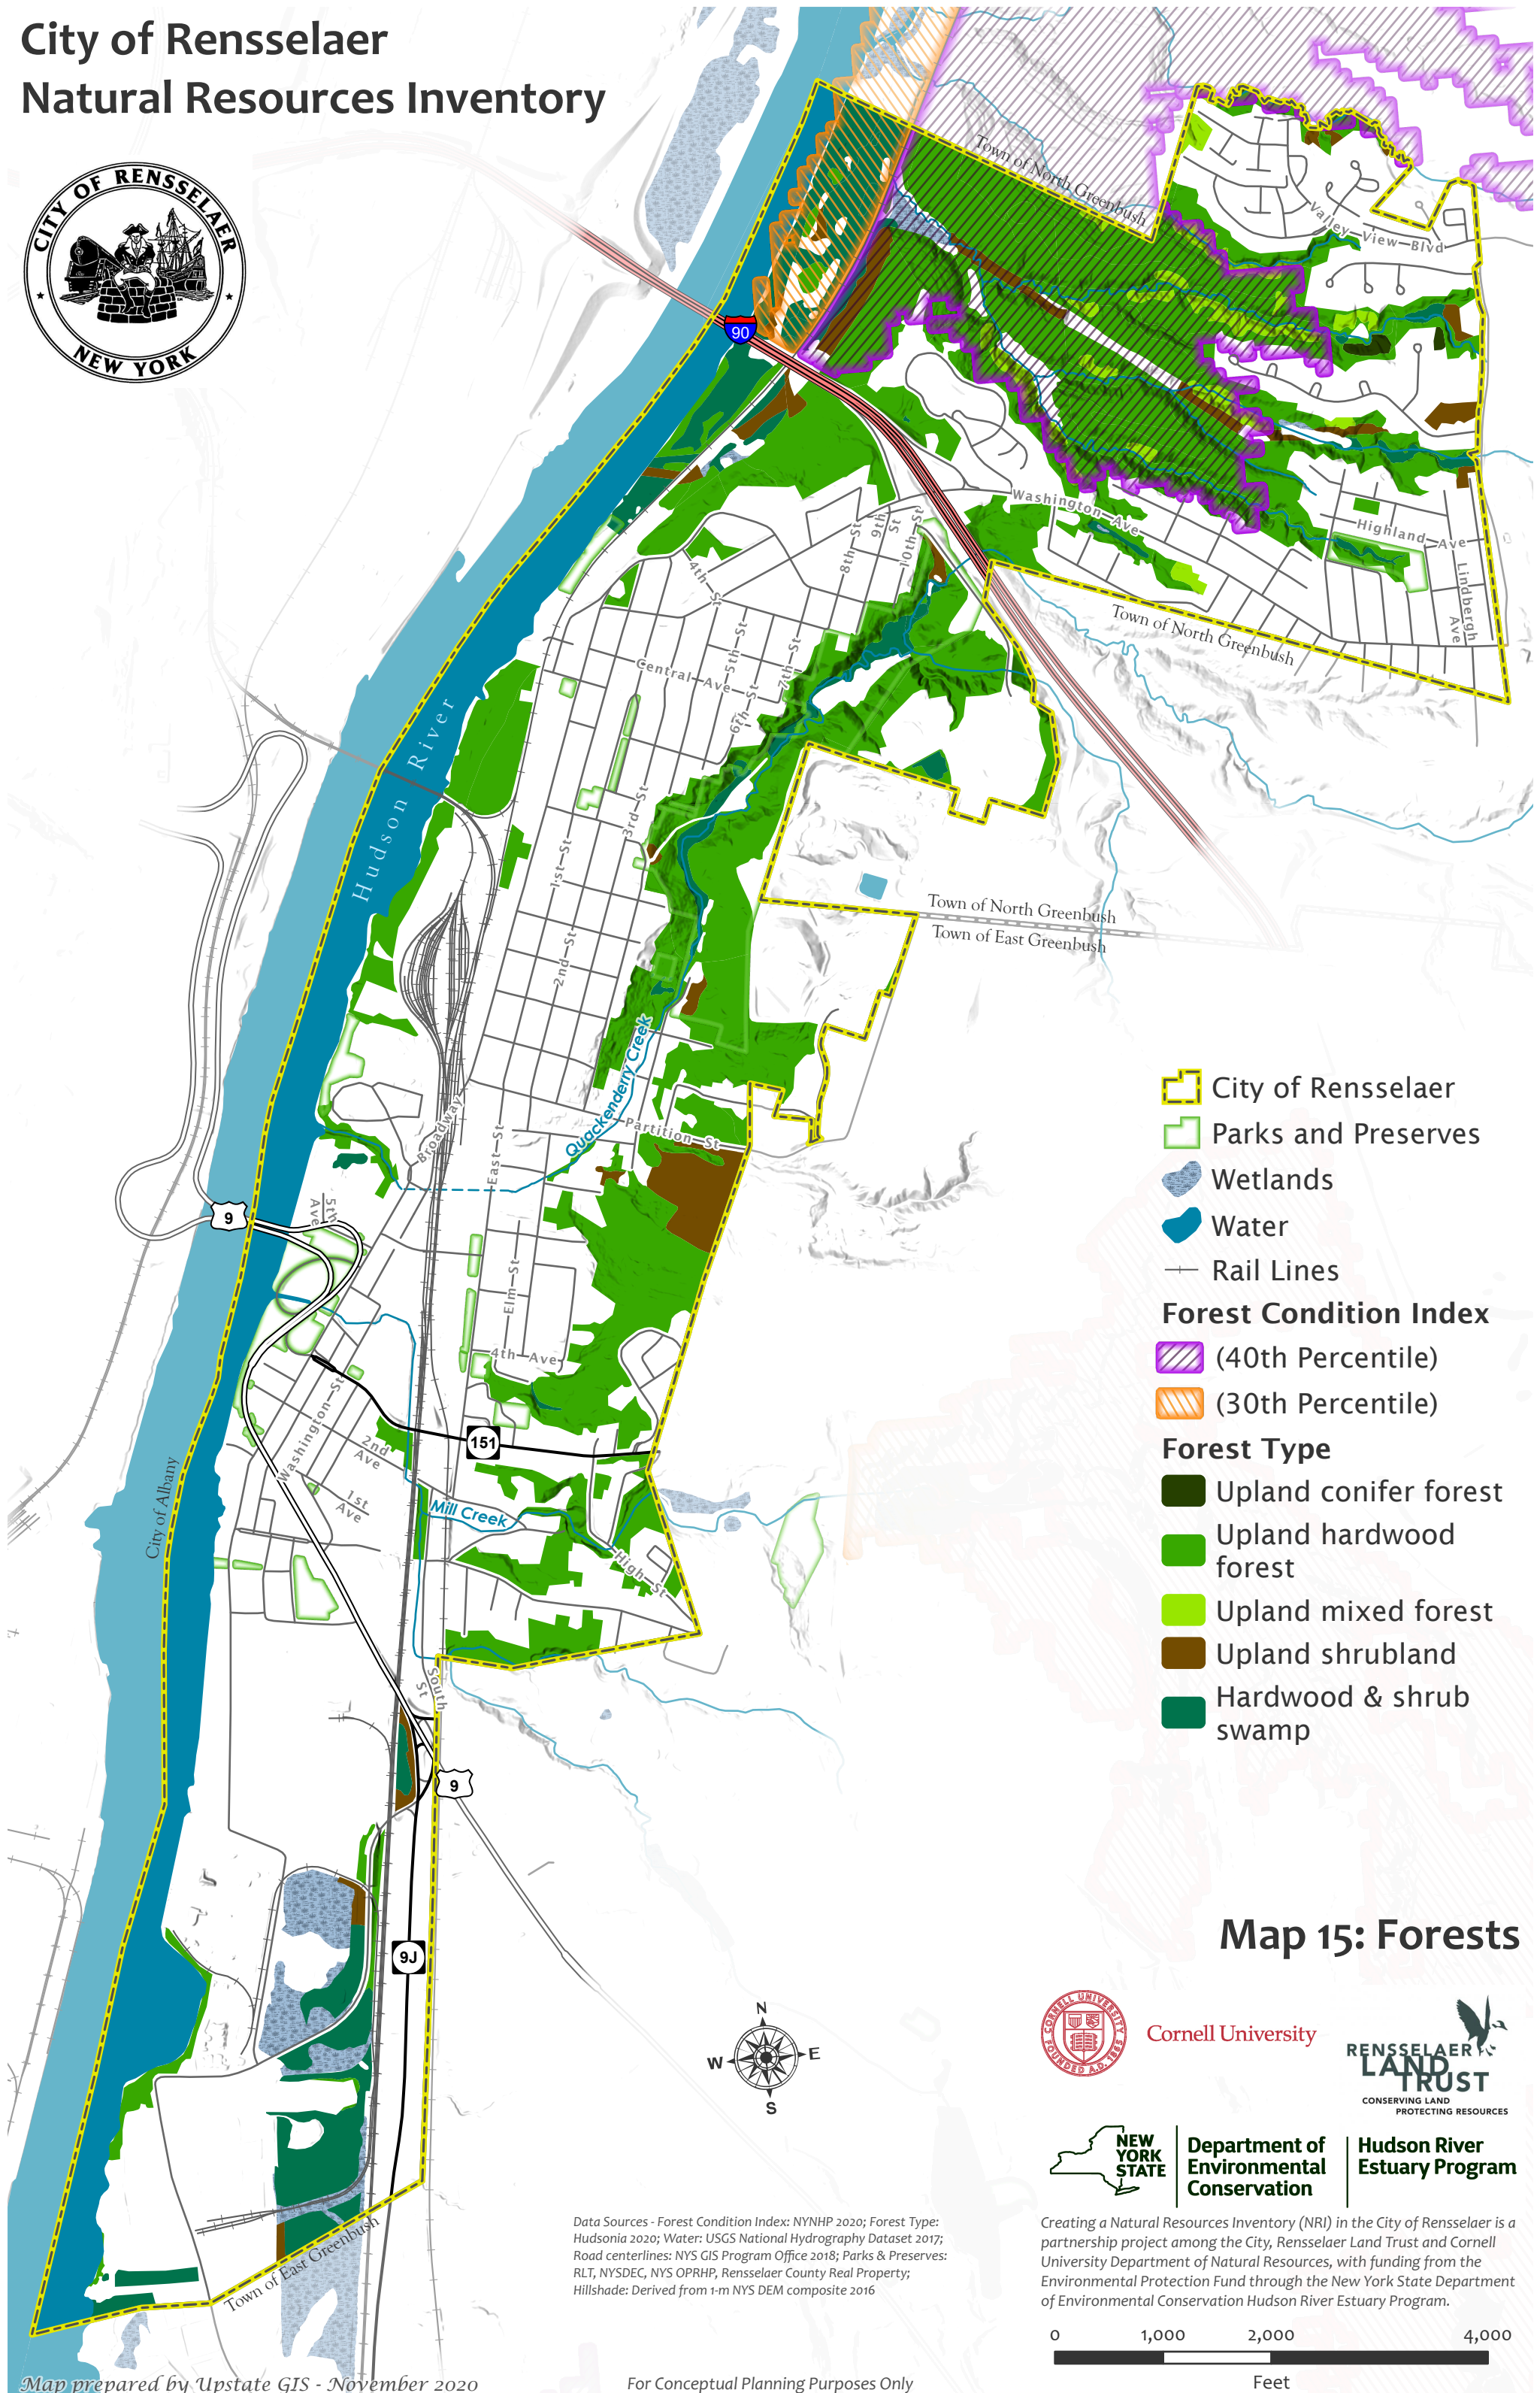 City of Rensselaer
Natural Resources Inventory
CITY OF RENSSELAER
NEW YORK
Town of North Greenbush
Valley View Blvd
90
Washington Ave
Highland Ave
Lindbergh
Ave
Town of North Greenbush
4th St
8th St
9th
St
10th St
Central Ave
5th St
6th St
7th St
Hudson River
3rd St
1st St
2nd St
Town of North Greenbush
Town of East Greenbush
Quackenderry Creek
Partition St
Broadway
East St
5th
Ave
9
Elm St
4th Ave
Washington St
2nd
Ave
151
1st
Ave
Mill Creek
High St
City of Albany
South
St
9
9J
Town of East Greenbush
City of Rensselaer
Parks and Preserves
Wetlands
Water
Rail Lines
Forest Condition Index
(40th Percentile)
(30th Percentile)
Forest Type
Upland conifer forest
Upland hardwood
forest
Upland mixed forest
Upland shrubland
Hardwood & shrub
swamp
Map 15: Forests
N
W
E
S
CORNELL UNIVERSITY
FOUNDED A.D. 1865
Cornell University
RENSSELAER
LAND
TRUST
CONSERVING LAND
PROTECTING RESOURCES
NEW
YORK
STATE
Department of
Environmental
Conservation
Hudson River
Estuary Program
Data Sources - Forest Condition Index: NYNHP 2020; Forest Type:
Hudsonia 2020; Water: USGS National Hydrography Dataset 2017;
Road centerlines: NYS GIS Program Office 2018; Parks & Preserves:
RLT, NYSDEC, NYS OPRHP, Rensselaer County Real Property;
Hillshade: Derived from 1-m NYS DEM composite 2016
Creating a Natural Resources Inventory (NRI) in the City of Rensselaer is a
partnership project among the City, Rensselaer Land Trust and Cornell
University Department of Natural Resources, with funding from the
Environmental Protection Fund through the New York State Department
of Environmental Conservation Hudson River Estuary Program.
0 1,000 2,000 4,000
Feet
Map prepared by Upstate GIS - November 2020
For Conceptual Planning Purposes Only